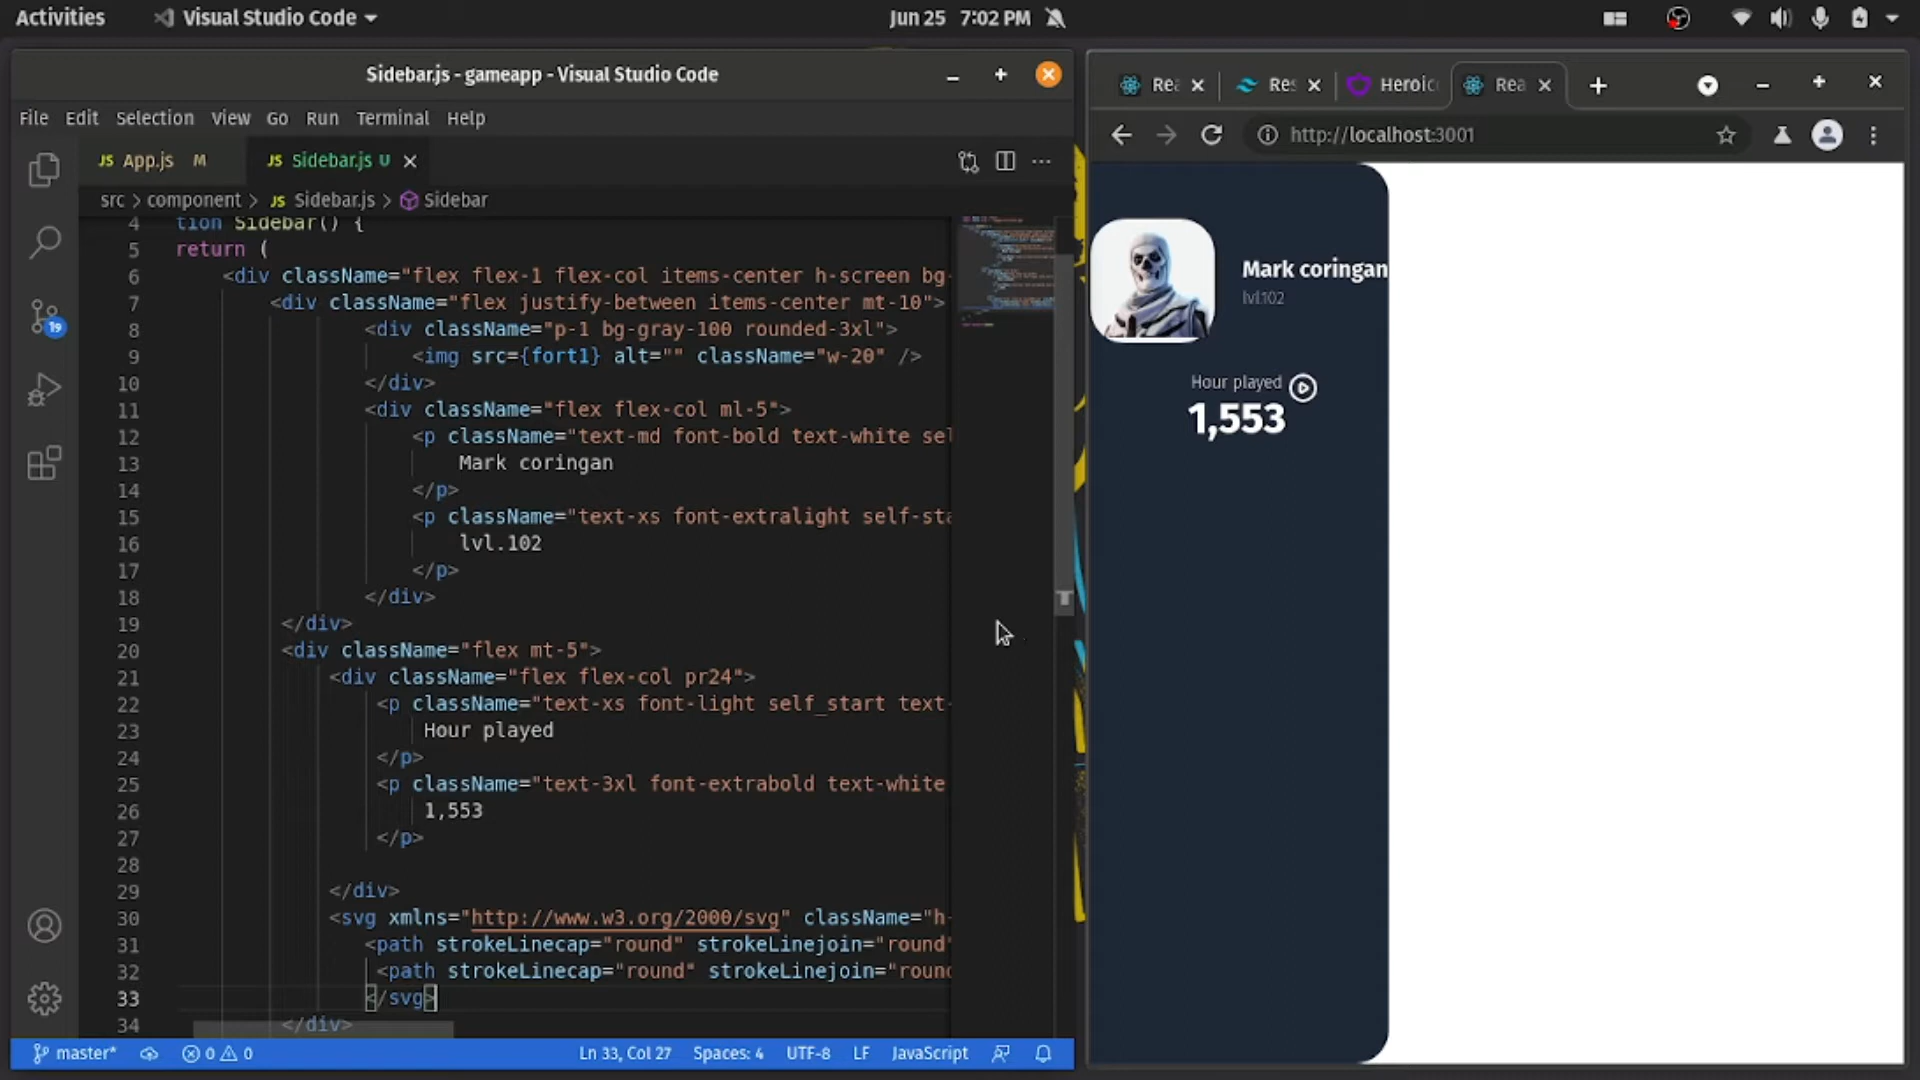 Activities
Visual Studio Code
Jun 25 7:02 PM
Sidebar.js - gameapp - Visual Studio Code
File Edit Selection View Go Run Terminal Help
JS App.js M
JS Sidebar.js U
src > component > JS Sidebar.js > Sidebar
4 tion Sidebar() {
5 return (
6 <div className="flex flex-1 flex-col items-center h-screen bg-
7 <div className="flex justify-between items-center mt-10">
8 <div className="p-1 bg-gray-100 rounded-3xl">
9 <img src={fort1} alt="" className="w-20" />
10 </div>
11 <div className="flex flex-col ml-5">
12 <p className="text-md font-bold text-white sel
13 Mark coringan
14 </p>
15 <p className="text-xs font-extralight self-sta
16 lvl.102
17 </p>
18 </div>
19 </div>
20 <div className="flex mt-5">
21 <div className="flex flex-col pr24">
22 <p className="text-xs font-light self_start text-
23 Hour played
24 </p>
25 <p className="text-3xl font-extrabold text-white
26 1,553
27 </p>
28
29 </div>
30 <svg xmlns="http://www.w3.org/2000/svg" className="h-
31 <path strokeLinecap="round" strokeLinejoin="round"
32 <path strokeLinecap="round" strokeLinejoin="round
33 </svg>
34 </div>
19
master* 0 0 Ln 33, Col 27 Spaces: 4 UTF-8 LF JavaScript
Rea
Res
Heroic
Rea
http://localhost:3001
Mark coringan
lvl.102
Hour played
1,553